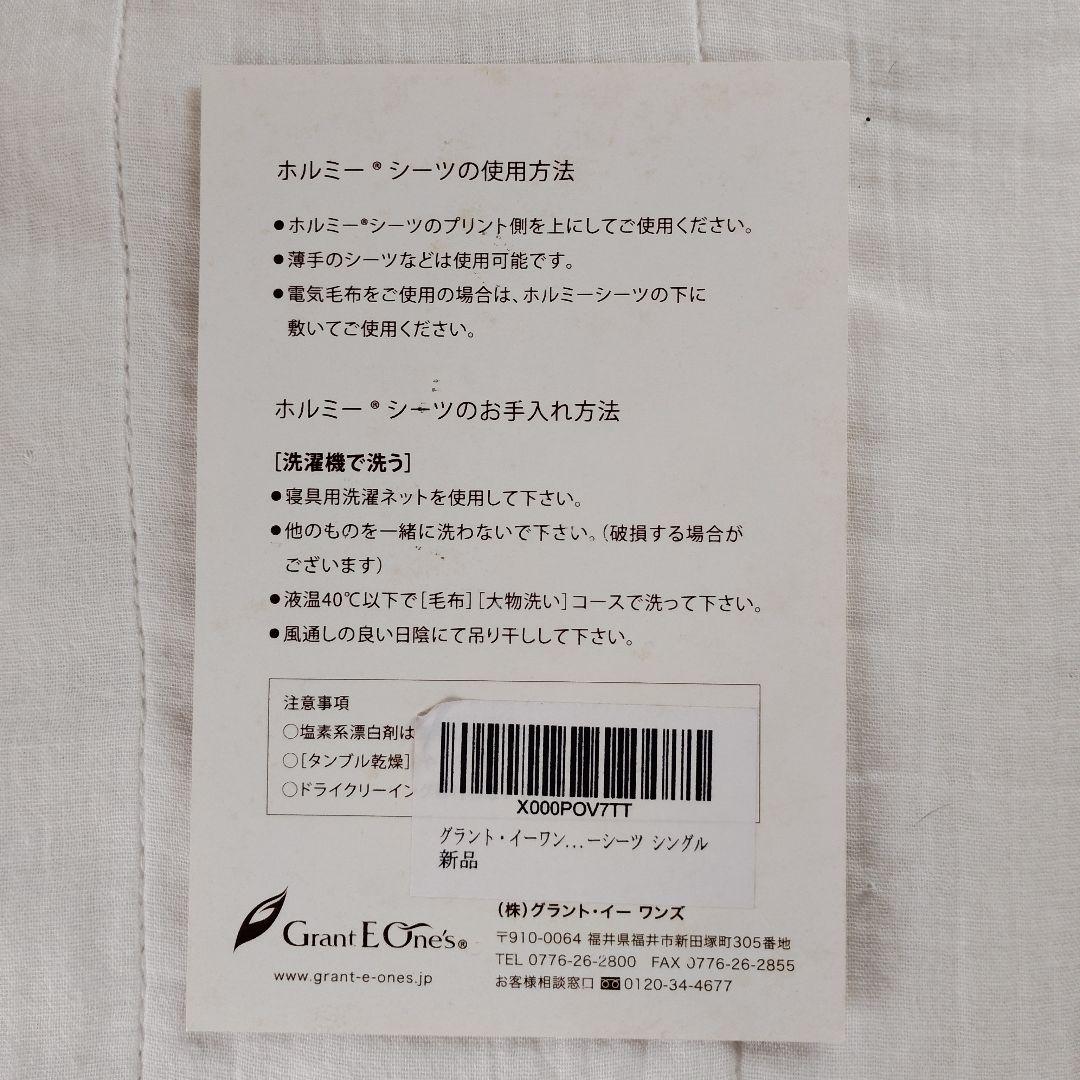 ホルミー®シーツの使用方法
●ホルミー®シーツのプリント側を上にしてご使用ください。
●薄手のシーツなどは使用可能です。
●電気毛布をご使用の場合は、ホルミーシーツの下に
敷いてご使用ください。
ホルミー®シーツのお手入れ方法
[洗濯機で洗う]
●寝具用洗濯ネットを使用して下さい。
●他のものを一緒に洗わないで下さい。(破損する場合が
ございます)
●液温40℃以下で[毛布][大物洗い]コースで洗って下さい。
●風通しの良い日陰にて吊り干しして下さい。
注意事項
○塩素系漂白剤は
○[タンブル乾燥]
○ドライクリーイン
X000POV7TT
グラント・イーワン...ーシーツ シングル
新品
Grant E One's®
www.grant-e-ones.jp
(株)グラント・イー ワンズ
〒910-0064 福井県福井市新田塚町305番地
TEL 0776-26-2800 FAX 0776-26-2855
お客様相談窓口 0120-34-4677